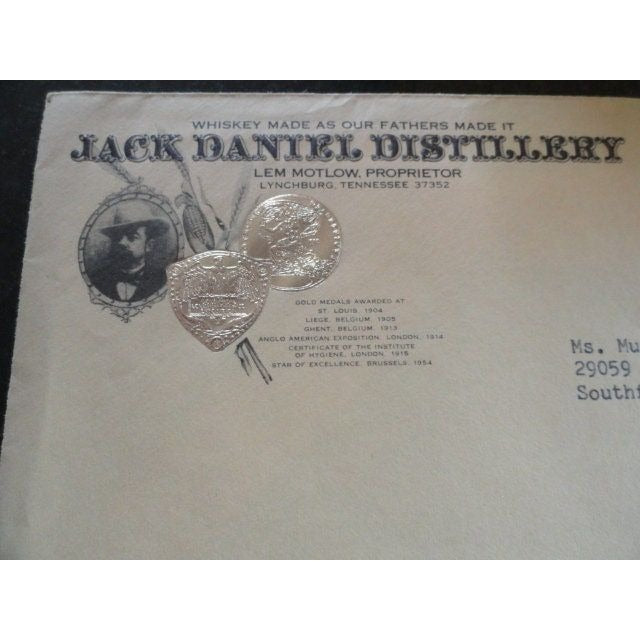 WHISKEY MADE AS OUR FATHERS MADE IT
JACK DANIEL DISTILLERY
LEM MOTLOW, PROPRIETOR
LYNCHBURG, TENNESSEE 37352
GOLD MEDALS AWARDED AT
ST. LOUIS, 1904
LIEGE, BELGIUM, 1905
GHENT, BELGIUM, 1913
ANGLO AMERICAN EXPOSITION, LONDON, 1914
CERTIFICATE OF THE INSTITUTE
OF HYGIENE, LONDON, 1915
STAR OF EXCELLENCE, BRUSSELS, 1954
Ms. Mu
29059
Southf